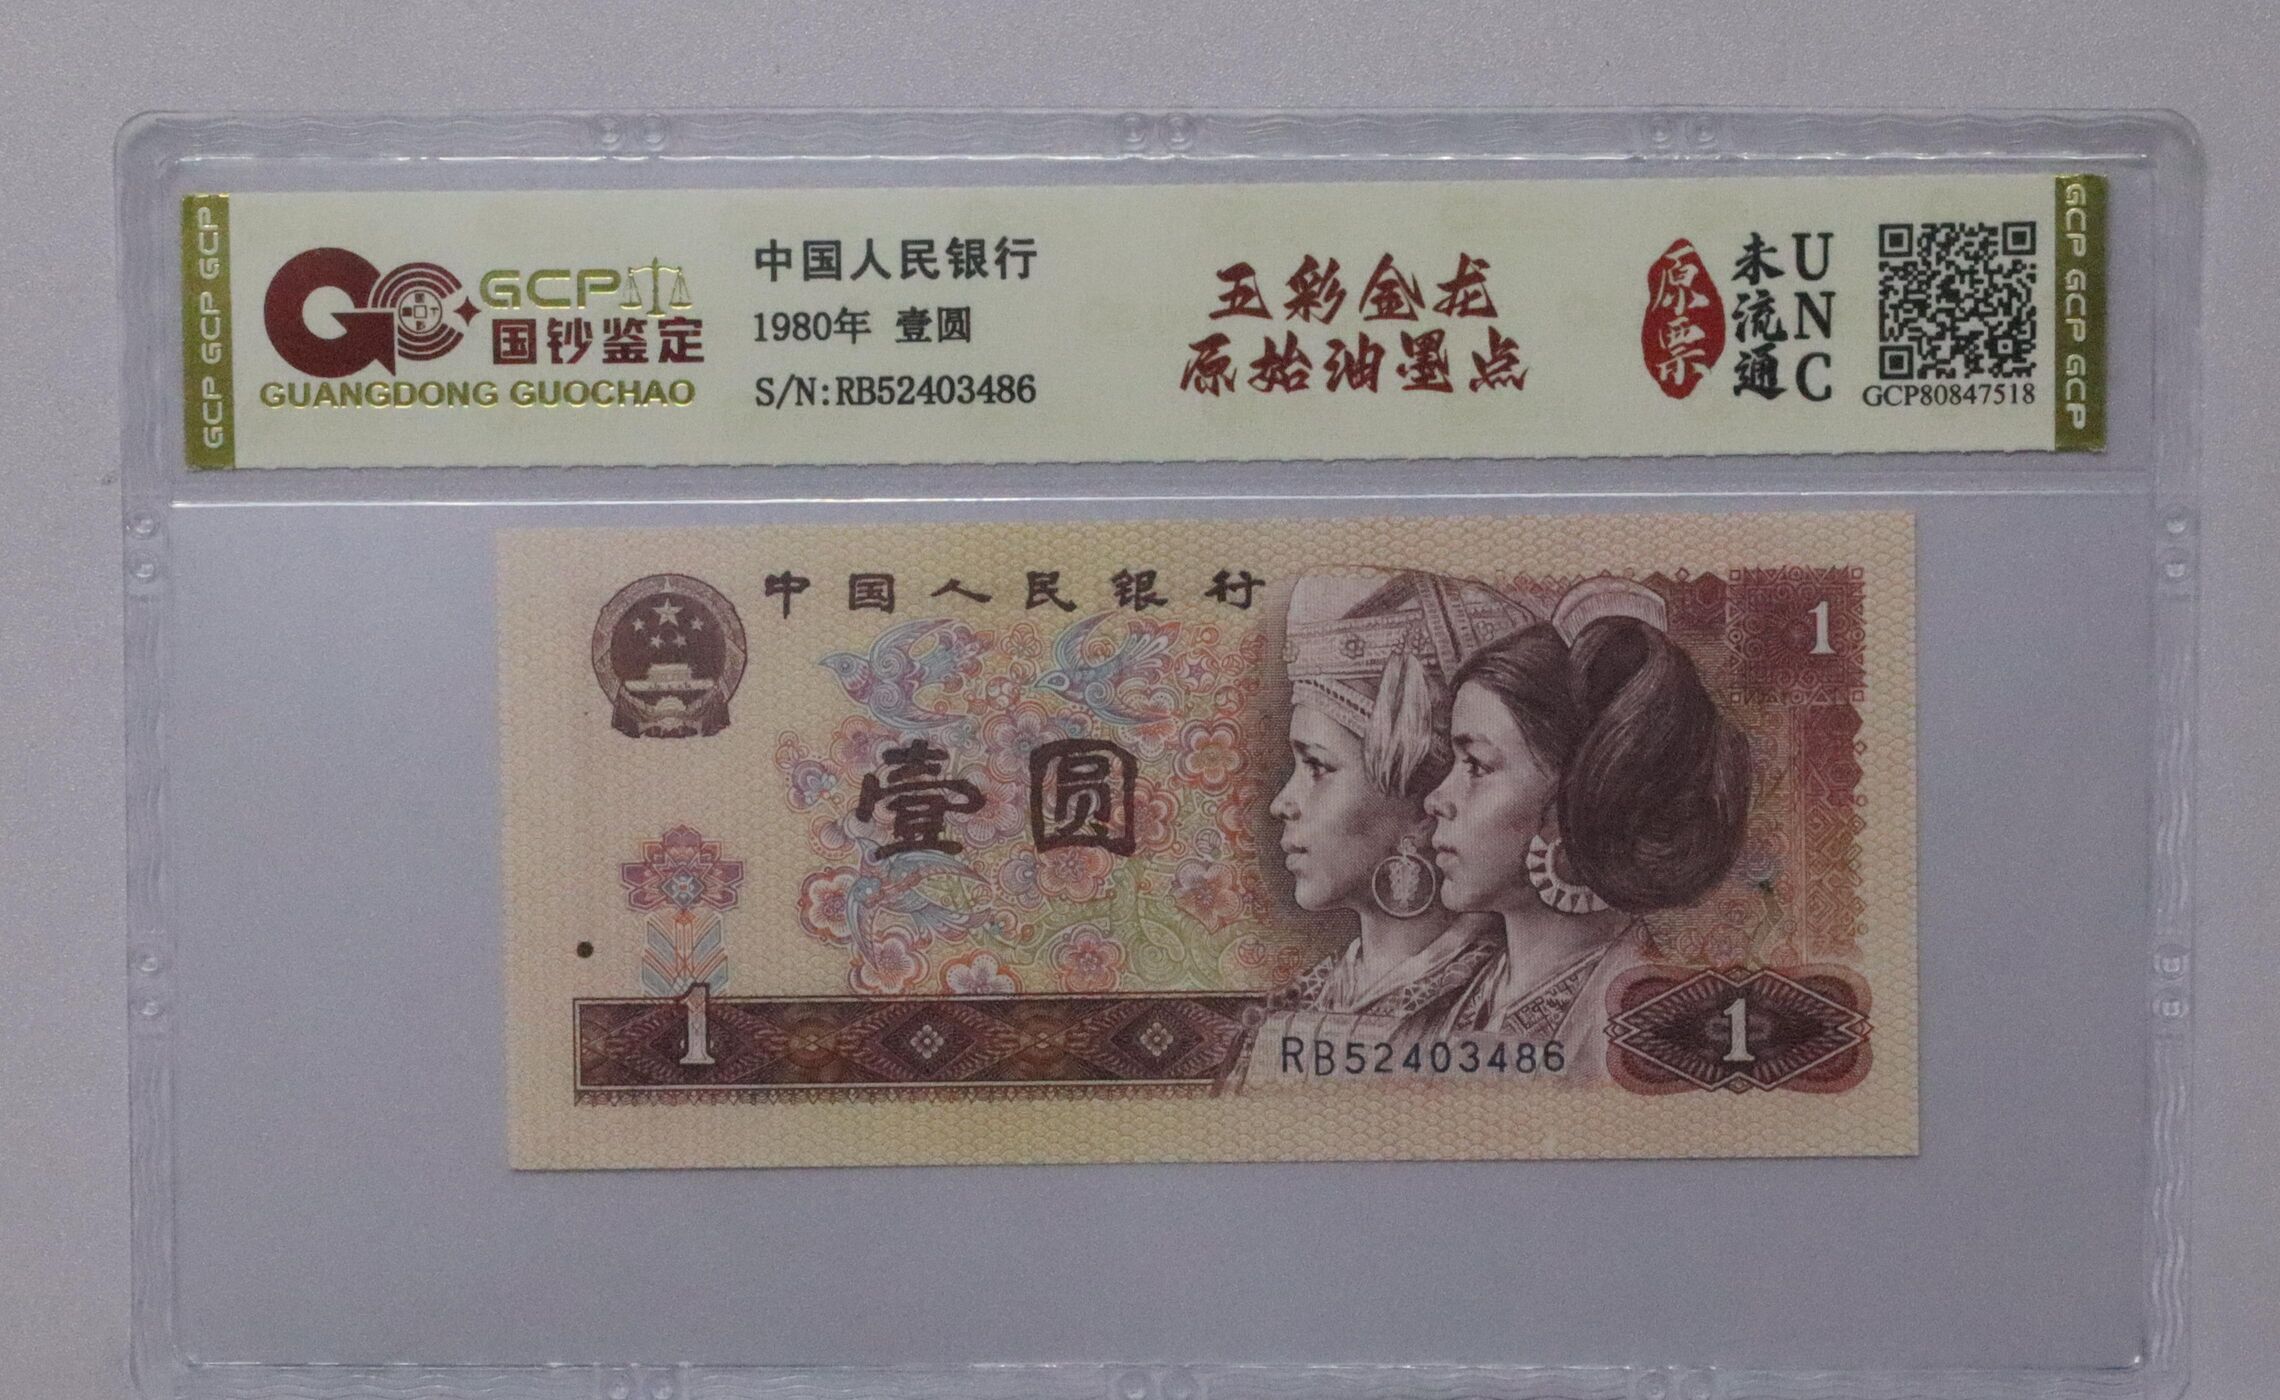 GCP GCP GCP
GCP
国钞鉴定
GUANGDONG GUOCHAO
中国人民银行
1980年 壹圆
S/N:RB52403486
五彩金龙
原始油墨点
原票
未流通
UNC
GCP80847518
GCP GCP GCP
中国人民银行
1
壹圆
1
RB52403486
1